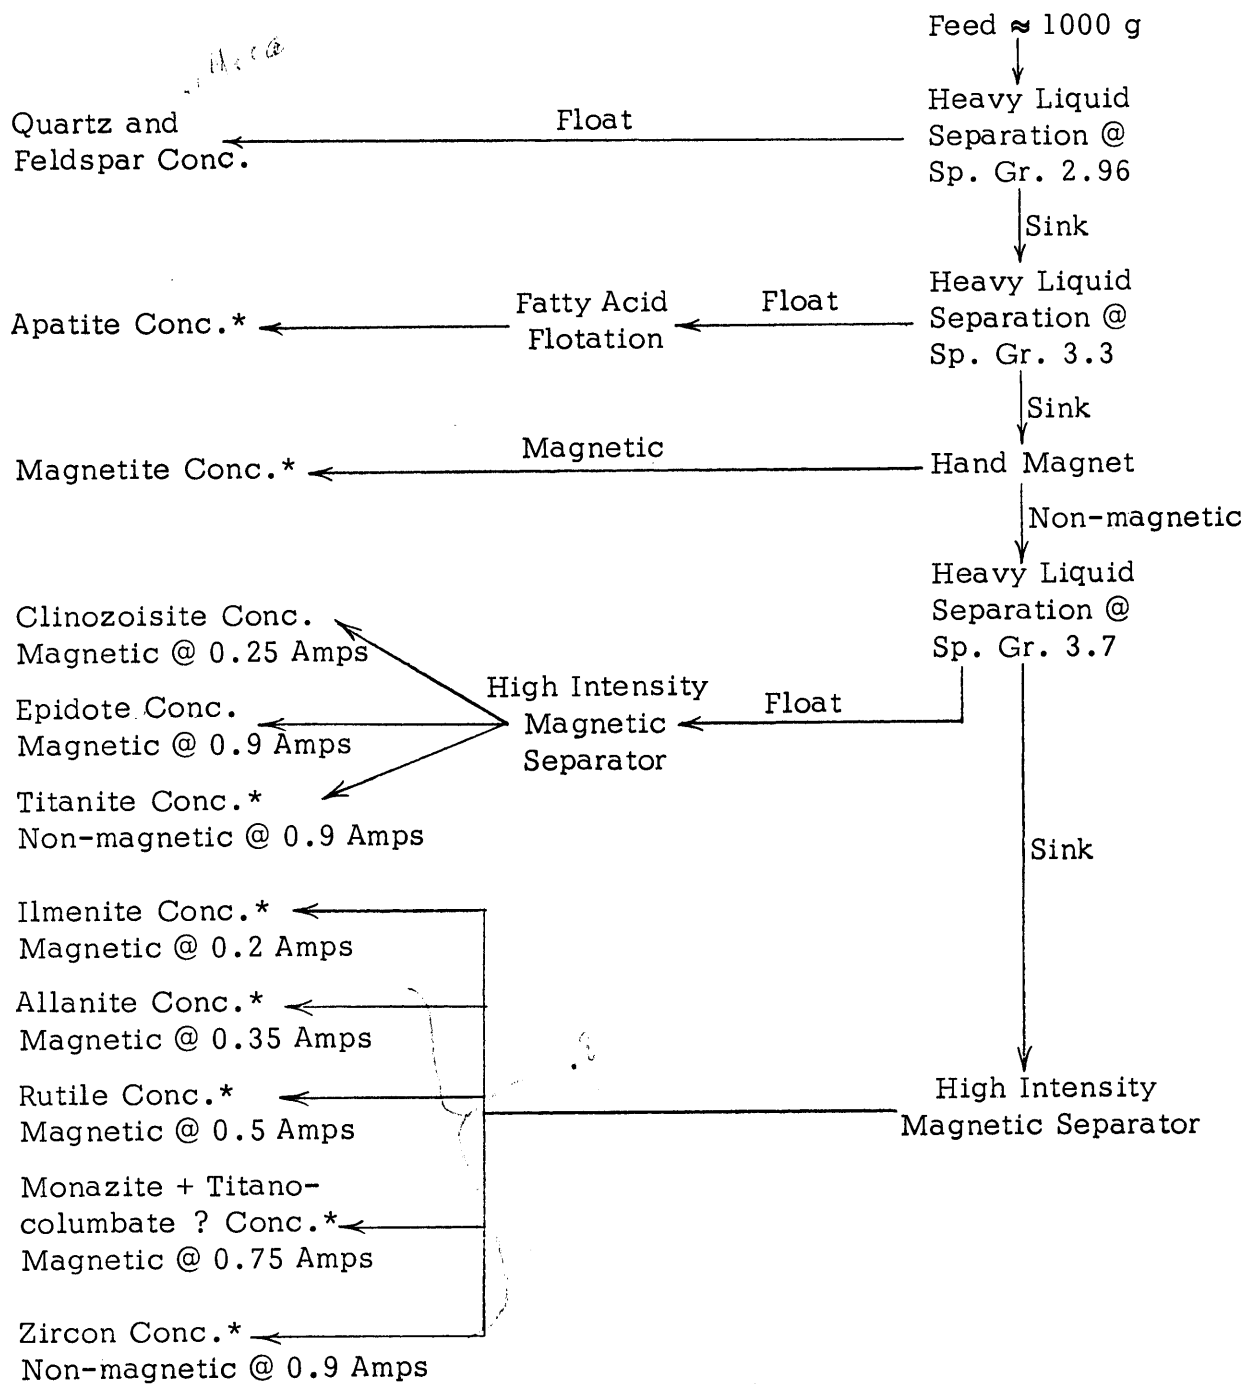 Feed ≈ 1000 g
Heavy Liquid
Separation @
Sp. Gr. 2.96
Float
Quartz and
Feldspar Conc.
Sink
Heavy Liquid
Separation @
Sp. Gr. 3.3
Float
Fatty Acid
Flotation
Apatite Conc.*
Sink
Hand Magnet
Magnetic
Magnetite Conc.*
Non-magnetic
Heavy Liquid
Separation @
Sp. Gr. 3.7
Float
High Intensity
Magnetic
Separator
Clinozoisite Conc.
Magnetic @ 0.25 Amps
Epidote Conc.
Magnetic @ 0.9 Amps
Titanite Conc.*
Non-magnetic @ 0.9 Amps
Sink
High Intensity
Magnetic Separator
Ilmenite Conc.*
Magnetic @ 0.2 Amps
Allanite Conc.*
Magnetic @ 0.35 Amps
Rutile Conc.*
Magnetic @ 0.5 Amps
Monazite + Titano-
columbate ? Conc.*
Magnetic @ 0.75 Amps
Zircon Conc.*
Non-magnetic @ 0.9 Amps